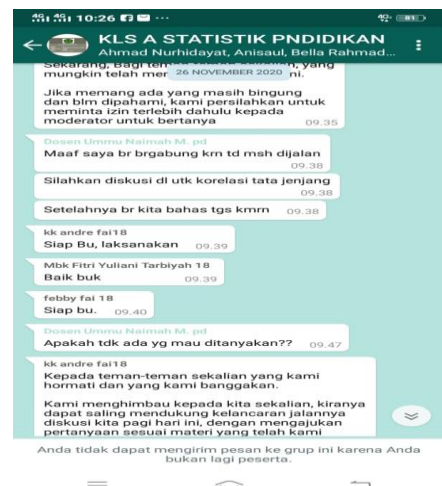 10:26
81
KLS A STATISTIK PNDIDIKAN
Ahmad Nurhidayat, Anisaul, Bella Rahmad...
Sekarang, Bagi
mungkin telah
26 NOVEMBER 2020
Jika memang ada yang masih bingung
dan blm dipahami, kami persilahkan untuk
meminta izin terlebih dahulu kepada
moderator untuk bertanya 09.35
Dosen Ummu Naimah M. pd
Maaf saya br brgabung krn td msh dijalan
09.38
Silahkan diskusi dl utk korelasi tata jenjang
09.38
Setelahnya br kita bahas tgs kmrn 09.38
kk andre fai18
Siap Bu, laksanakan 09.39
Mbk Fitri Yuliani Tarbiyah 18
Baik buk 09.39
febby fai 18
Siap bu. 09.40
Dosen Ummu Naimah M. pd
Apakah tdk ada yg mau ditanyakan?? 09.47
kk andre fai18
Kepada teman-teman sekalian yang kami
hormati dan yang kami banggakan.
Kami menghimbau kepada kita sekalian, kiranya
dapat saling mendukung kelancaran jalannya
diskusi kita pagi hari ini, dengan mengajukan
pertanyaan sesuai materi yang telah kami
Anda tidak dapat mengirim pesan ke grup ini karena Anda
bukan lagi peserta.